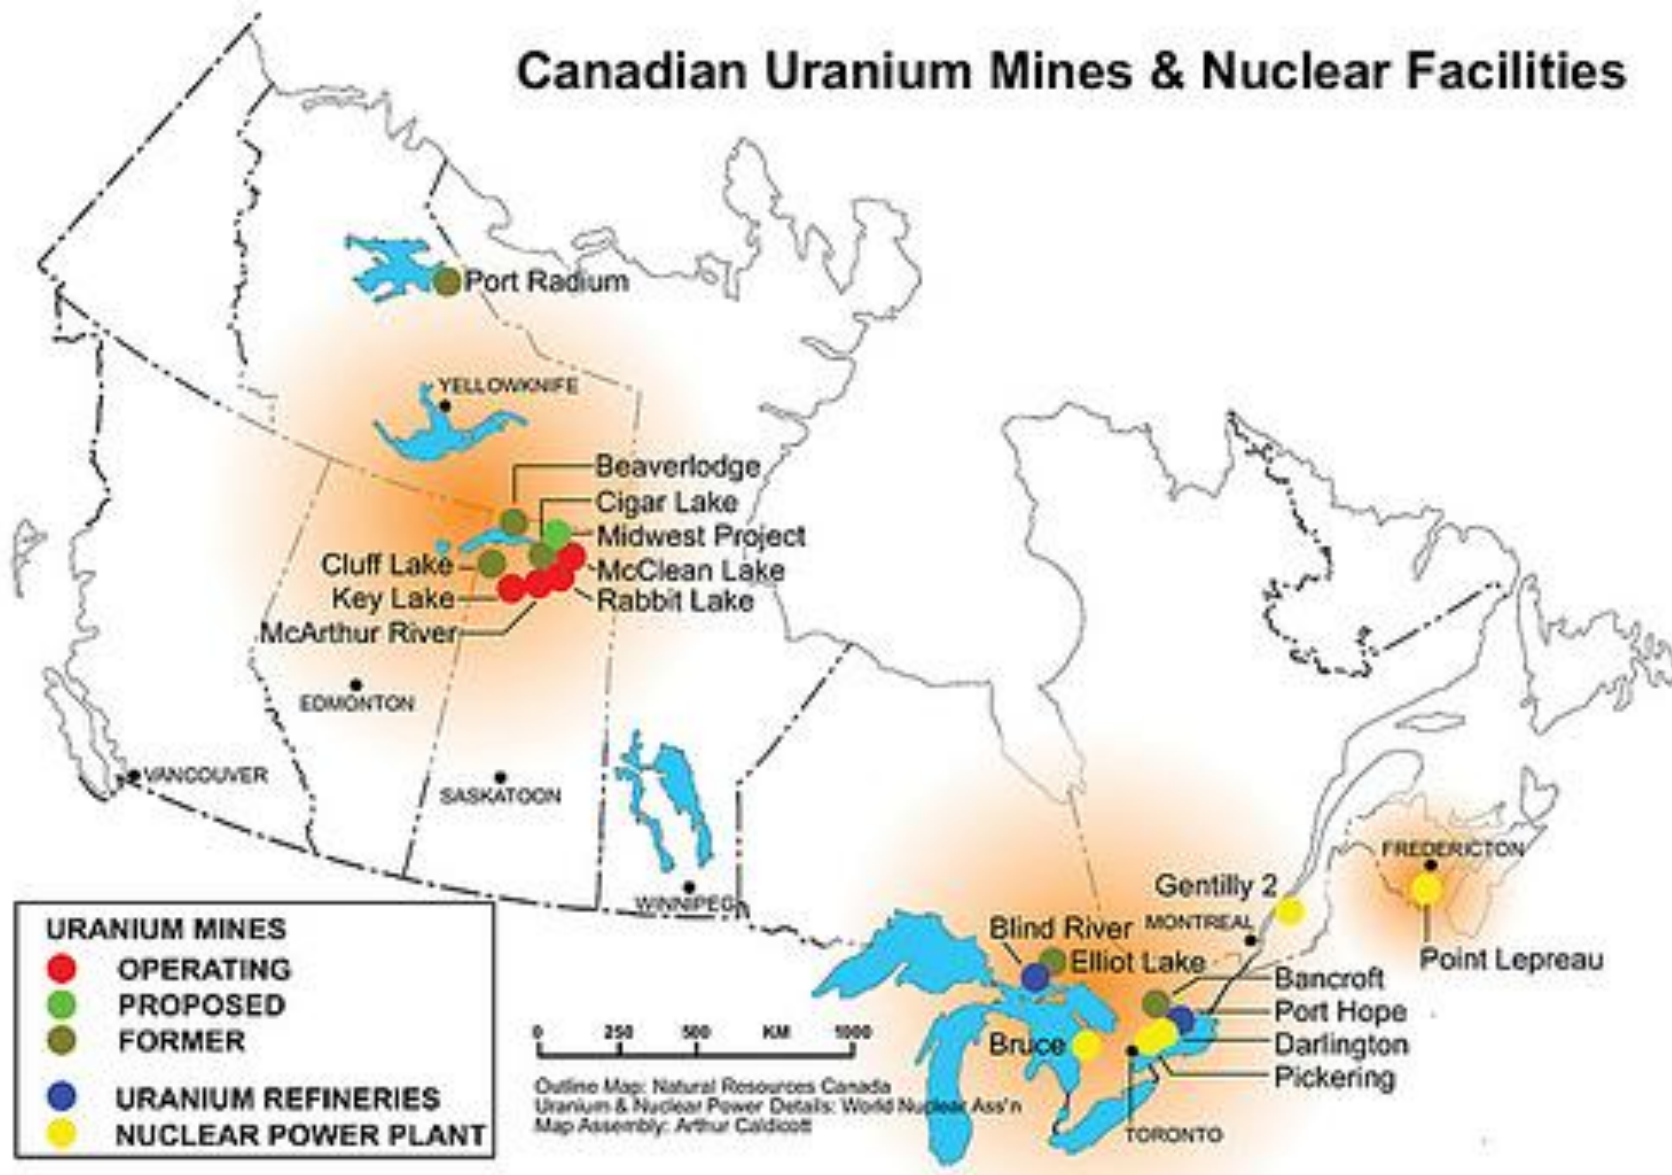 Canadian Uranium Mines & Nuclear Facilities
Port Radium
YELLOWKNIFE
Beaverlodge
Cigar Lake
Midwest Project
Cluff Lake
McClean Lake
Key Lake
Rabbit Lake
McArthur River
EDMONTON
VANCOUVER
SASKATOON
WINNIPEG
FREDERICTON
Gentilly 2
MONTREAL
Blind River
Elliot Lake
Point Lepreau
Bancroft
Port Hope
Bruce
Darlington
Pickering
TORONTO
URANIUM MINES
OPERATING
PROPOSED
FORMER
URANIUM REFINERIES
NUCLEAR POWER PLANT
0 250 500 KM 1000
Outline Map: Natural Resources Canada
Uranium & Nuclear Power Details: World Nuclear Ass'n
Map Assembly: Arthur Caldicott